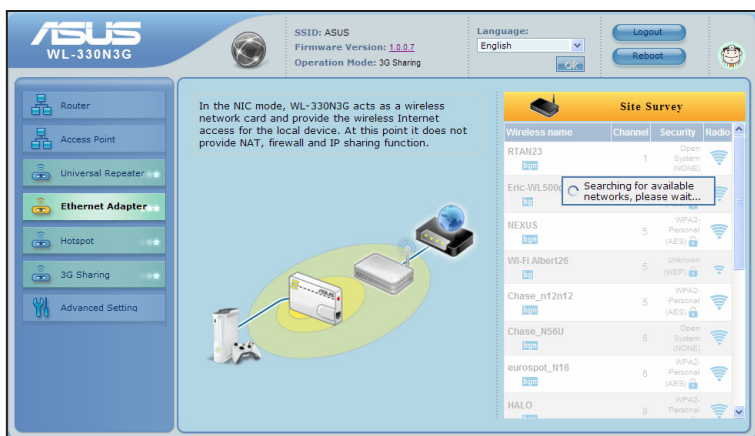 ASUS
WL-330N3G
SSID: ASUS
Firmware Version: 1.0.0.7
Operation Mode: 3G Sharing
Language:
English
Ok
Logout
Reboot
Router
Access Point
Universal Repeater
Ethernet Adapter
Hotspot
3G Sharing
Advanced Setting
In the NIC mode, WL-330N3G acts as a wireless
network card and provide the wireless Internet
access for the local device. At this point it does not
provide NAT, firewall and IP sharing function.
Site Survey
Wireless name Channel Security Radio
RTAN23 bgn 1 Open System (NONE)
Eric-WL500g bg
Searching for available
networks, please wait...
NEXUS bgn 5 WPA2-Personal (AES)
Wi-Fi Albert26 bg 5 Unknown (WEP)
Chase_n12n12 bgn 5 WPA2-Personal (AES)
Chase_N56U bgn 6 Open System (NONE)
eurospot_N16 bgn 6 WPA2-Personal (AES)
HALO 8 WPA2-Personal